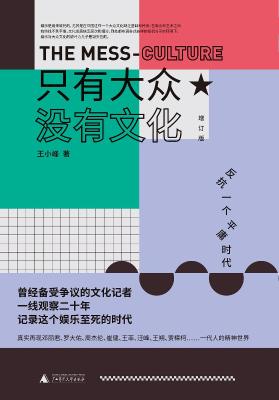 THE MESS-CULTURE
只有大众★
没有文化
增订版
王小峰 著
反抗一个平庸时代
曾经备受争议的文化记者
一线观察二十年
记录这个娱乐至死的时代
真实再现邓丽君、罗大佑、周杰伦、崔健、王菲、汪峰、王朔、贾樟柯……一代人的精神世界
广西师范大学出版社